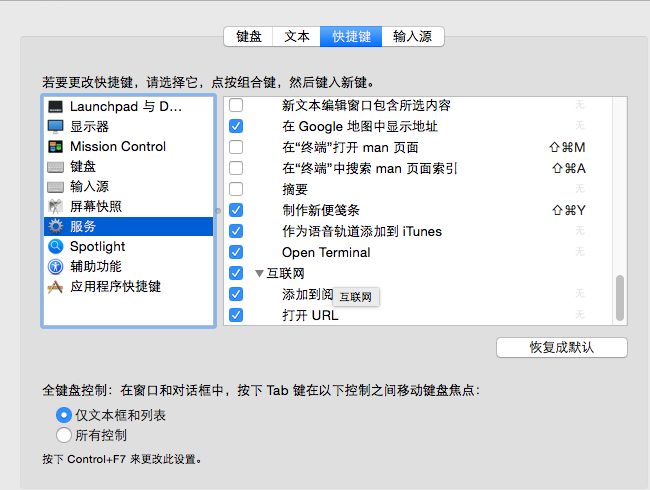 键盘 文本 快捷键 输入源
若要更改快捷键，请选择它，点按组合键，然后键入新键。
Launchpad 与 D...
显示器
Mission Control
键盘
输入源
屏幕快照
服务
Spotlight
辅助功能
应用程序快捷键
新文本编辑窗口包含所选内容 无
在 Google 地图中显示地址 无
在“终端”打开 man 页面 ⇧⌘M
在“终端”中搜索 man 页面索引 ⇧⌘A
摘要 无
制作新便笺条 ⇧⌘Y
作为语音轨道添加到 iTunes 无
Open Terminal 无
互联网
添加到阅 无
互联网
打开 URL 无
恢复成默认
全键盘控制：在窗口和对话框中，按下 Tab 键在以下控制之间移动键盘焦点：
仅文本框和列表
所有控制
按下 Control+F7 来更改此设置。